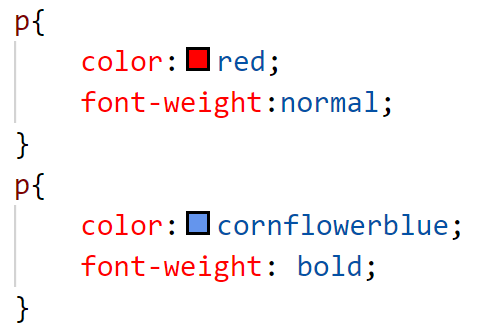 p{
    color: red;
    font-weight:normal;
}
p{
    color: cornflowerblue;
    font-weight: bold;
}